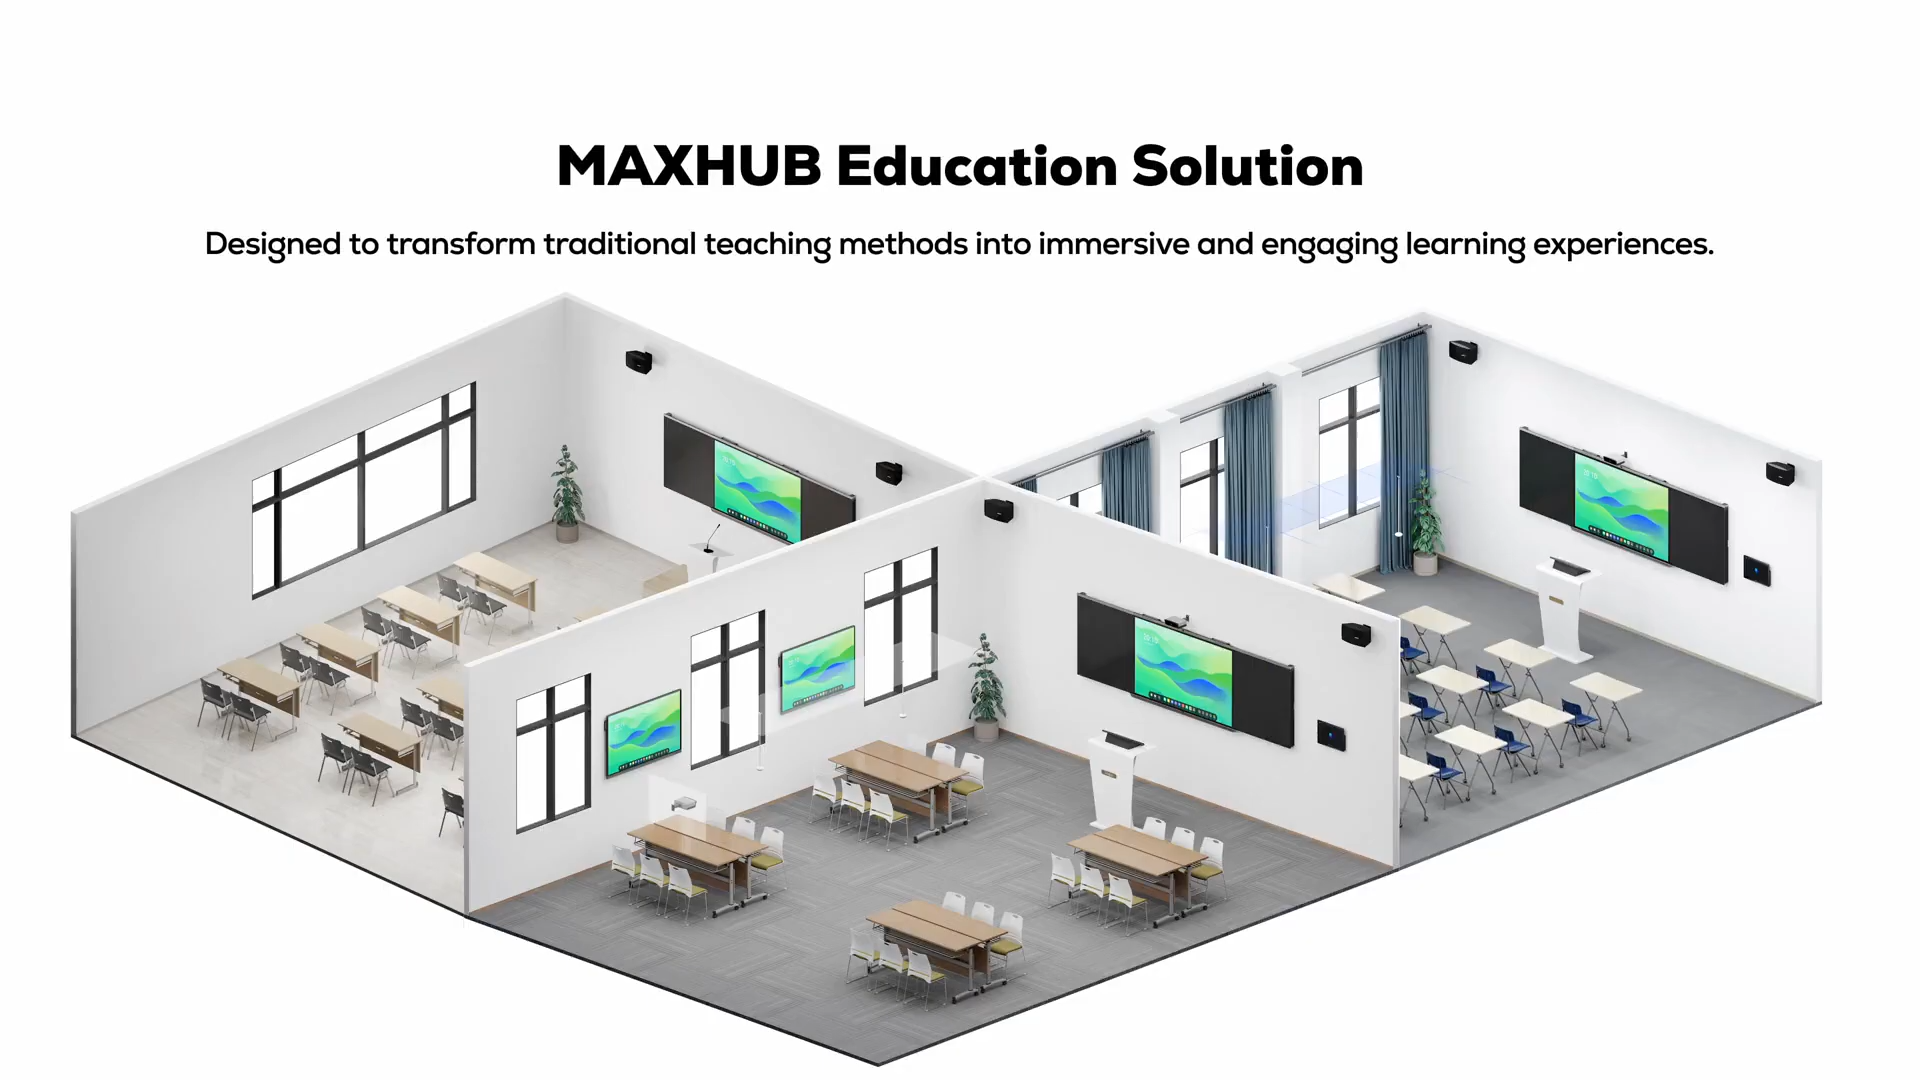 MAXHUB Education Solution
Designed to transform traditional teaching methods into immersive and engaging learning experiences.